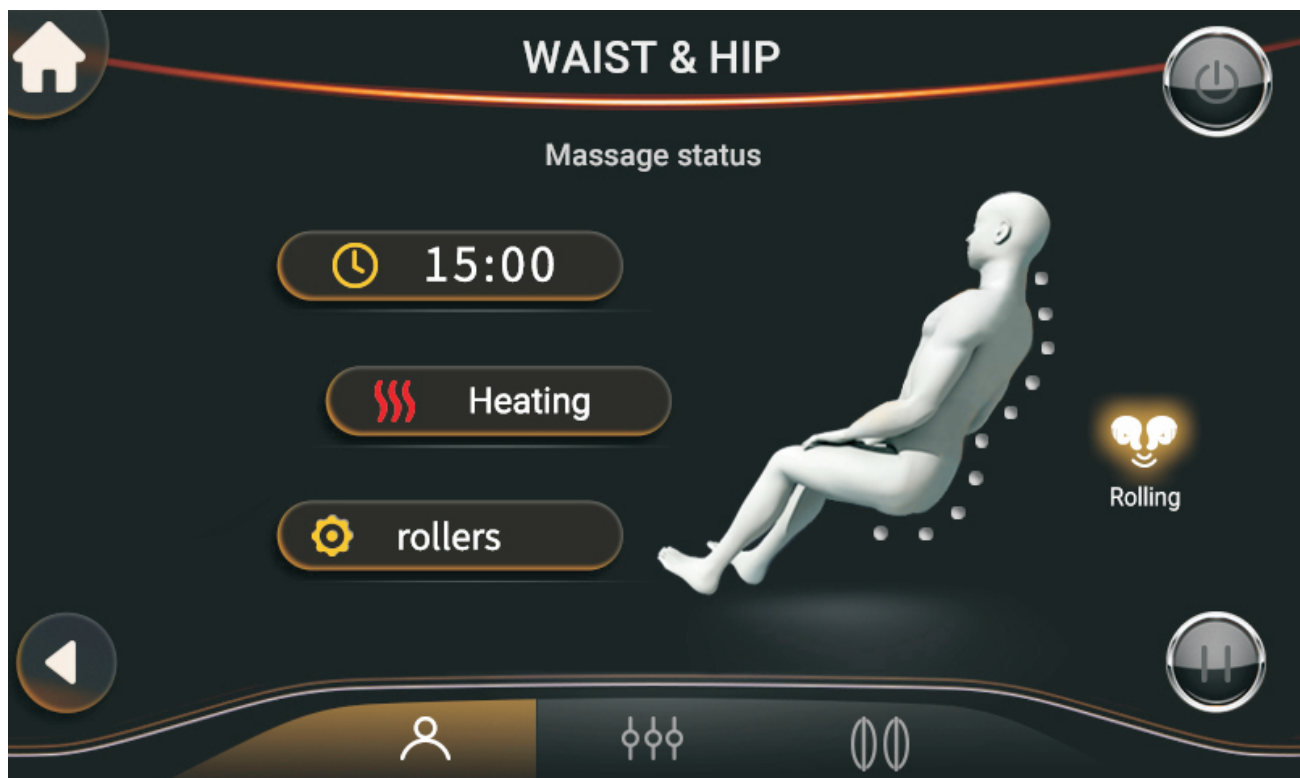 WAIST & HIP
Massage status
15:00
Heating
rollers
Rolling